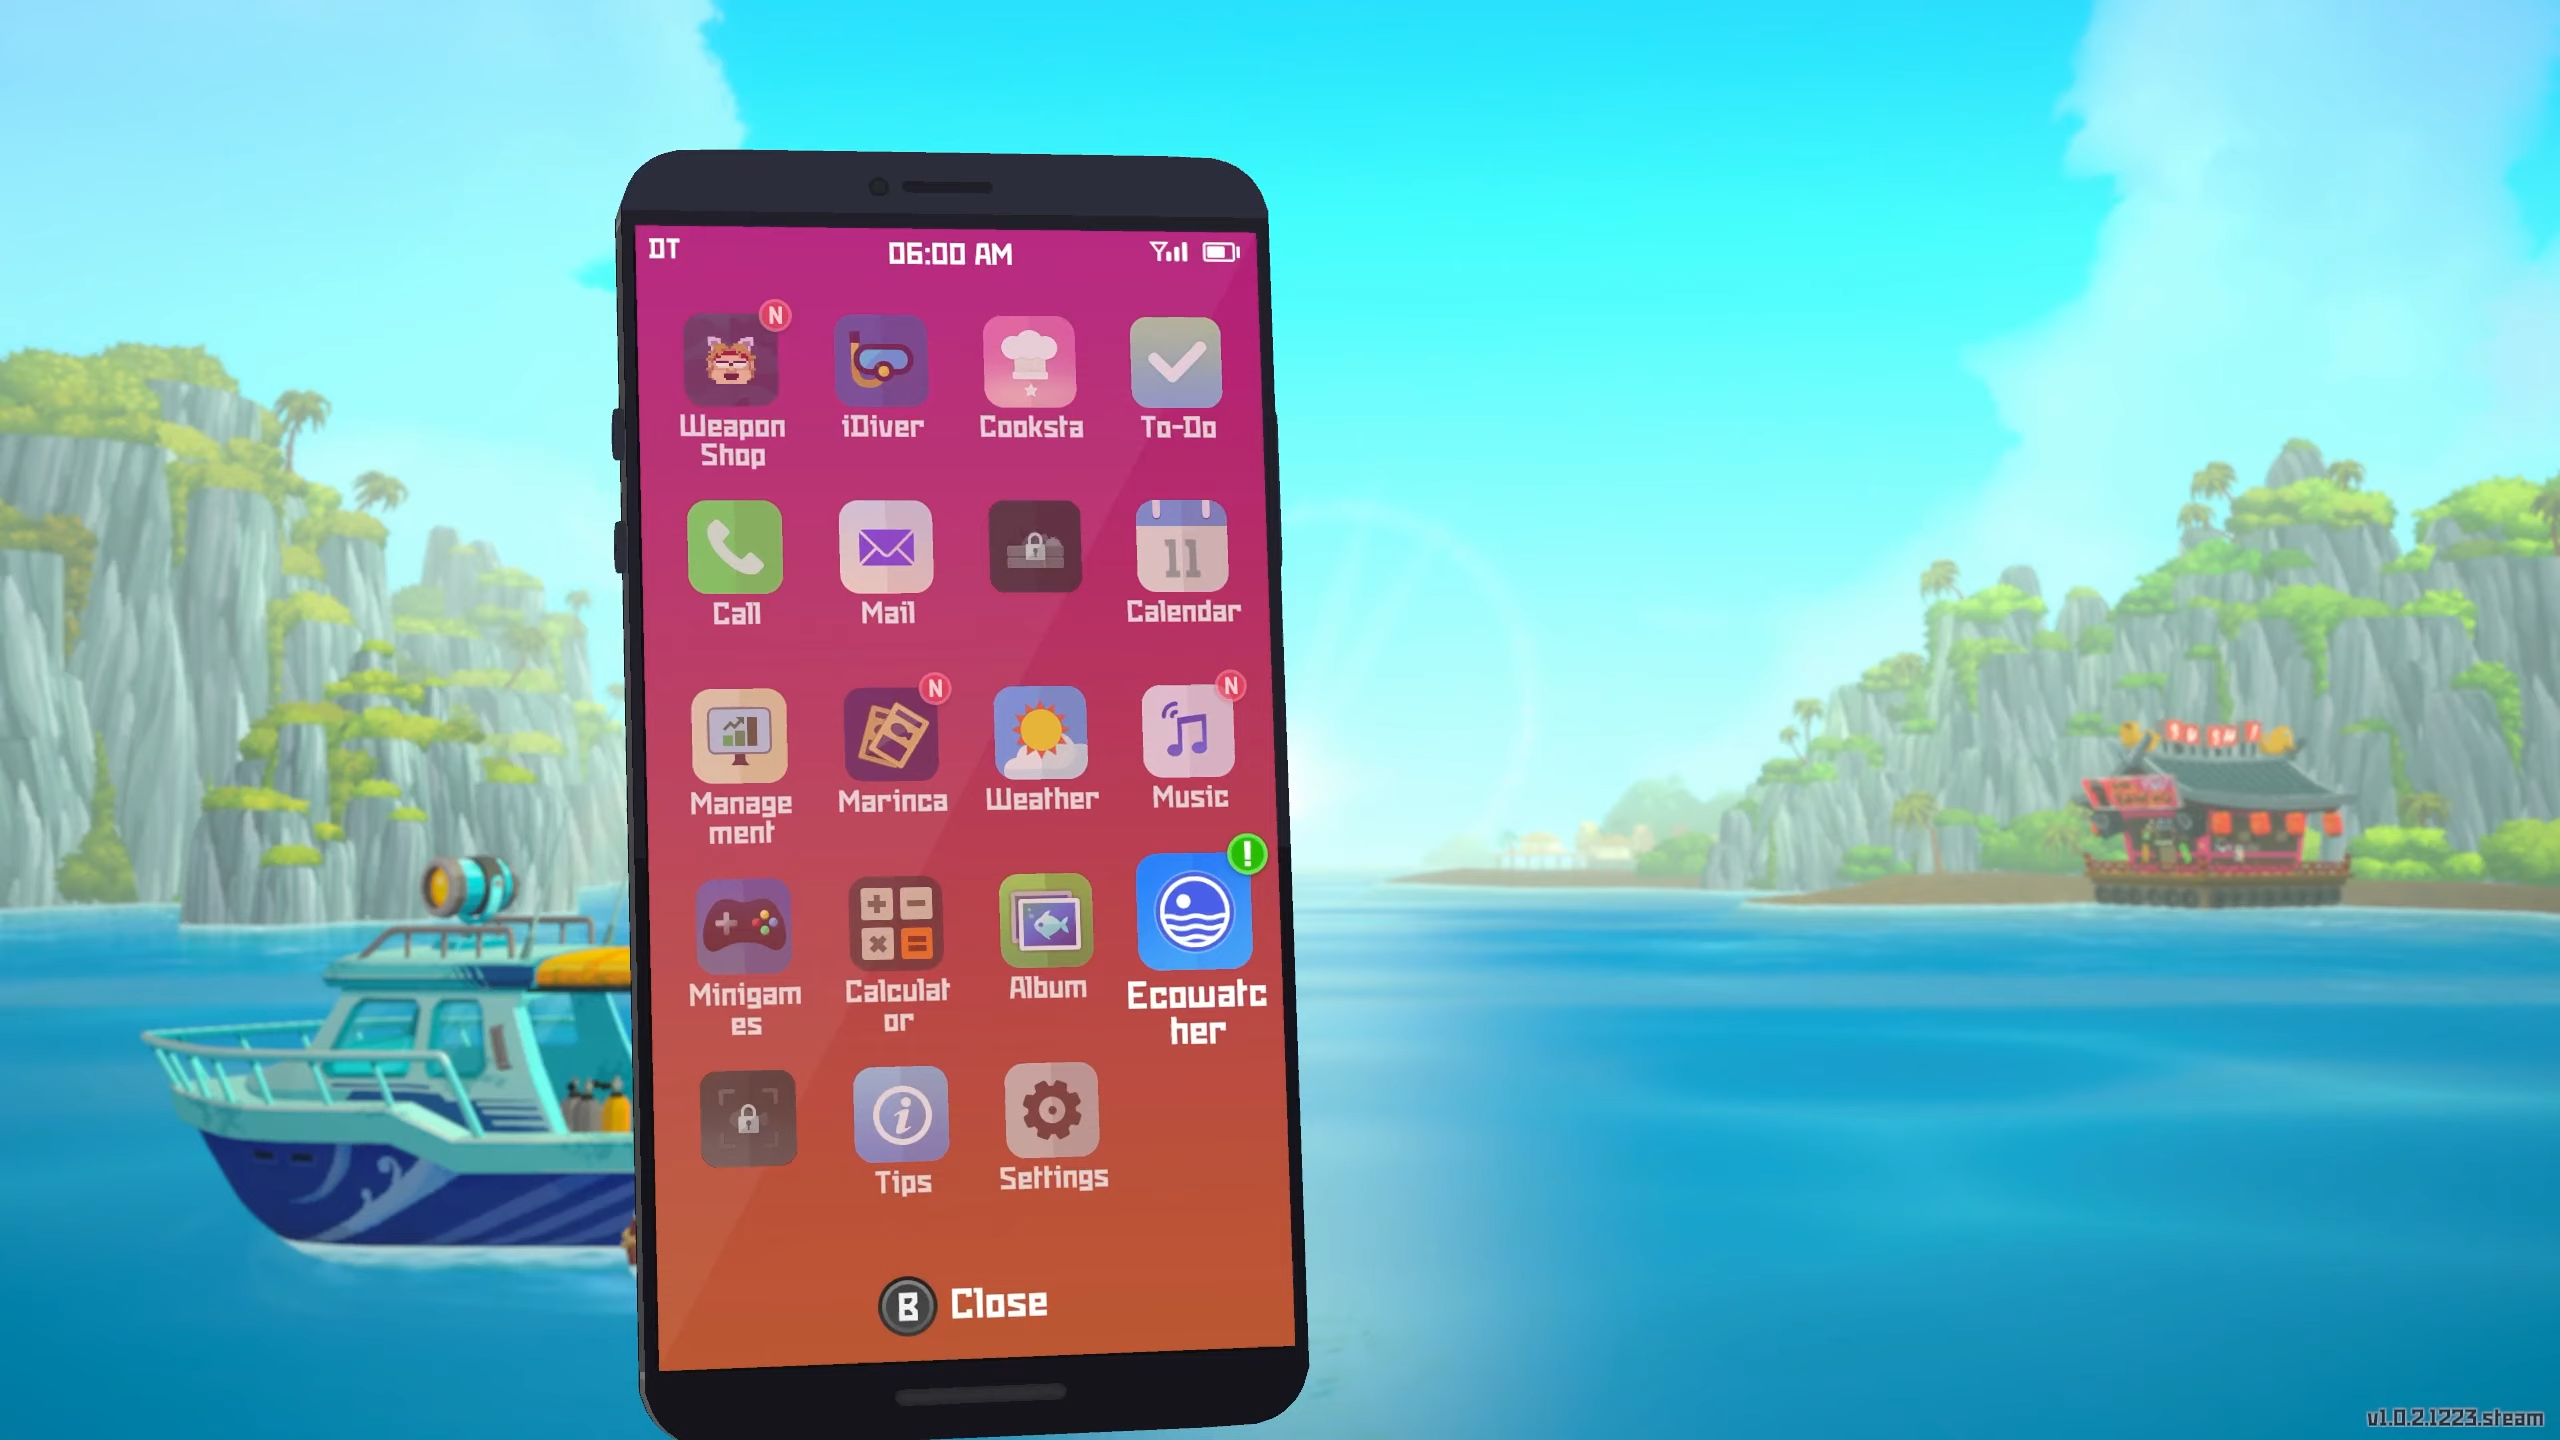 DT
06:00 AM
N
Weapon
Shop
iDiver
Cooksta
To-Do
Call
Mail
11
Calendar
N
N
Manage
ment
Marinca
Weather
Music
!
Minigam
es
Calculat
or
Album
Ecowatc
her
Tips
Settings
B Close
SUSHI
v1.0.2.1223.steam